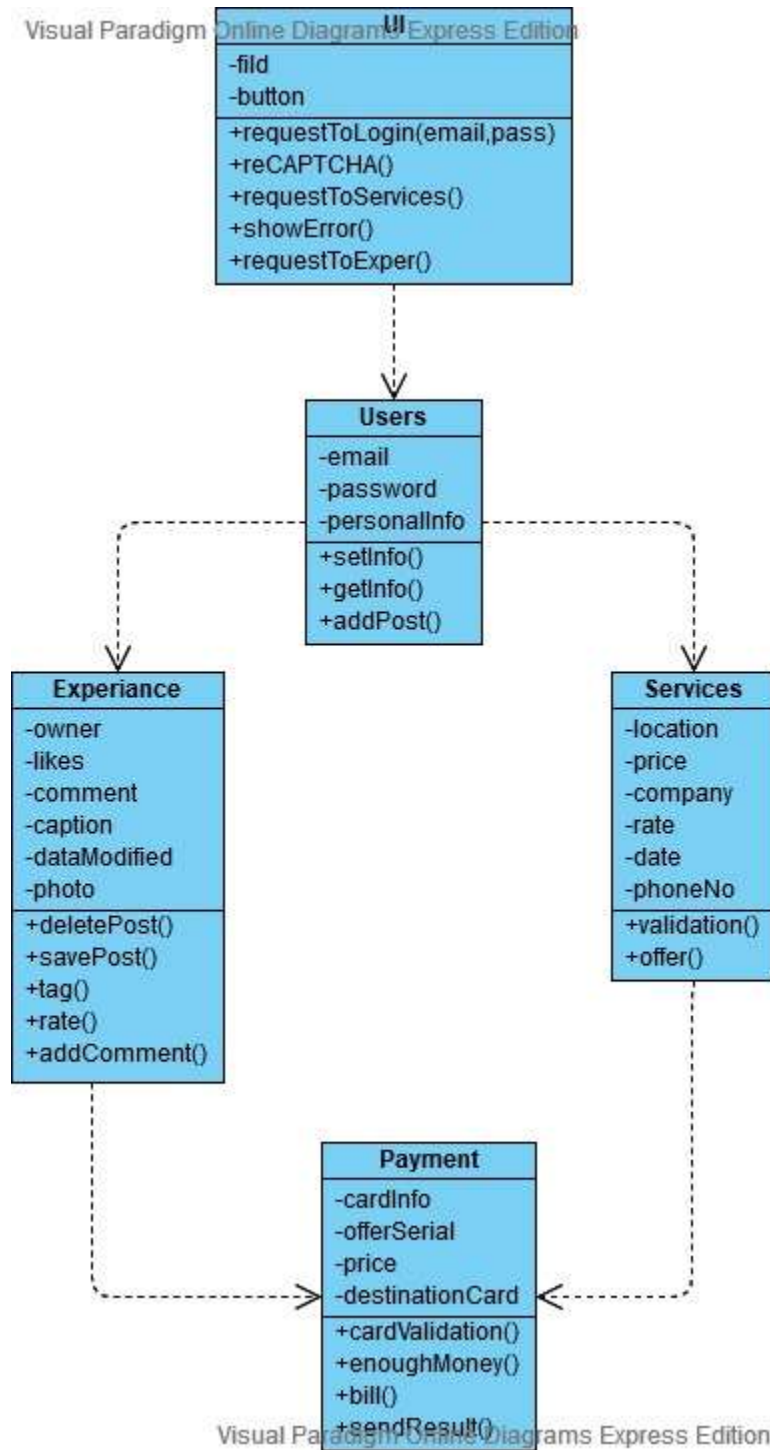 Visual Paradigm Online Diagrams Express Edition
UI
-fild
-button
+requestToLogin(email,pass)
+reCAPTCHA()
+requestToServices()
+showError()
+requestToExper()
Users
-email
-password
-personalInfo
+setInfo()
+getInfo()
+addPost()
Experiance
-owner
-likes
-comment
-caption
-dataModified
-photo
+deletePost()
+savePost()
+tag()
+rate()
+addComment()
Services
-location
-price
-company
-rate
-date
-phoneNo
+validation()
+offer()
Payment
-cardInfo
-offerSerial
-price
-destinationCard
+cardValidation()
+enoughMoney()
+bill()
+sendResult()
Visual Paradigm Online Diagrams Express Edition